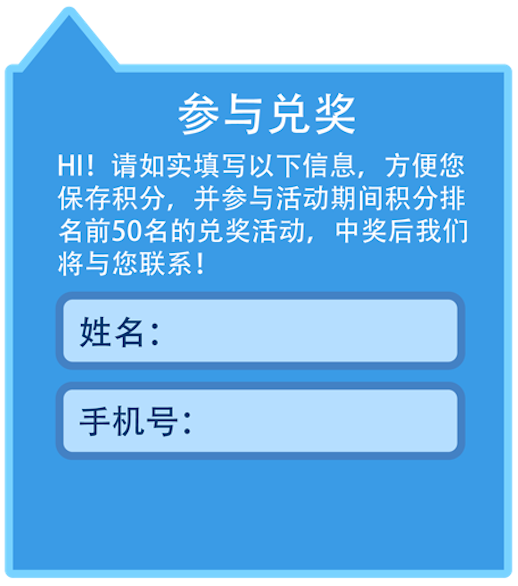 参与兑奖
HI！请如实填写以下信息，方便您
保存积分，并参与活动期间积分排
名前50名的兑奖活动，中奖后我们
将与您联系！
姓名：
手机号：